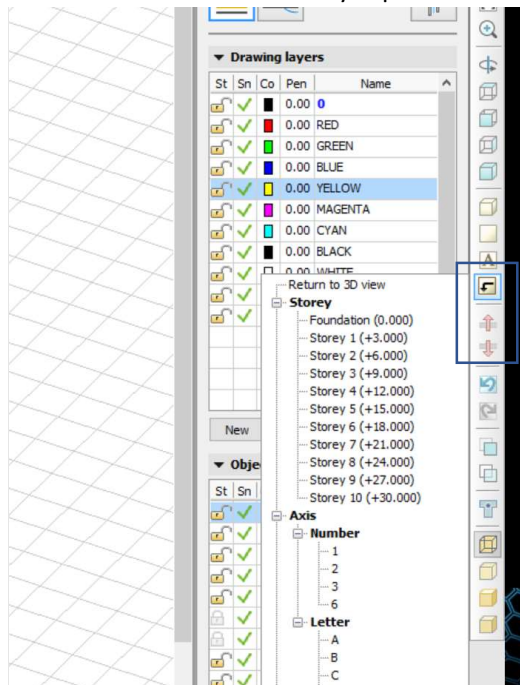 Drawing layers
St Sn Co Pen Name
0.00 0
0.00 RED
0.00 GREEN
0.00 BLUE
0.00 YELLOW
0.00 MAGENTA
0.00 CYAN
0.00 BLACK
0.00 WHITE
A
Return to 3D view
Storey
Foundation (0.000)
Storey 1 (+3.000)
Storey 2 (+6.000)
Storey 3 (+9.000)
Storey 4 (+12.000)
Storey 5 (+15.000)
Storey 6 (+18.000)
Storey 7 (+21.000)
Storey 8 (+24.000)
Storey 9 (+27.000)
Storey 10 (+30.000)
New
Obje
St Sn
Axis
Number
1
2
3
6
Letter
A
B
C